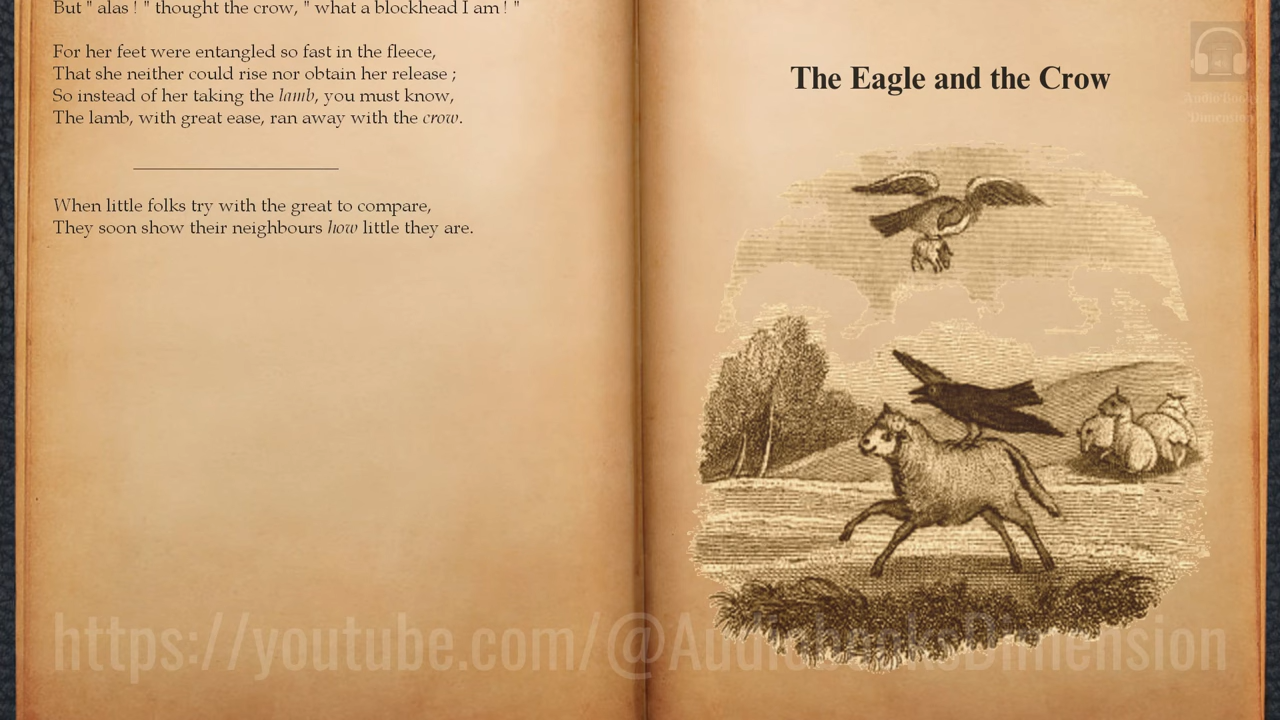 But " alas ! " thought the crow, " what a blockhead I am ! "
For her feet were entangled so fast in the fleece,
That she neither could rise nor obtain her release ;
So instead of her taking the lamb, you must know,
The lamb, with great ease, ran away with the crow.
When little folks try with the great to compare,
They soon show their neighbours how little they are.
The Eagle and the Crow
AudioBooks
Dimension
https://youtube.com/@AudiobooksDimension